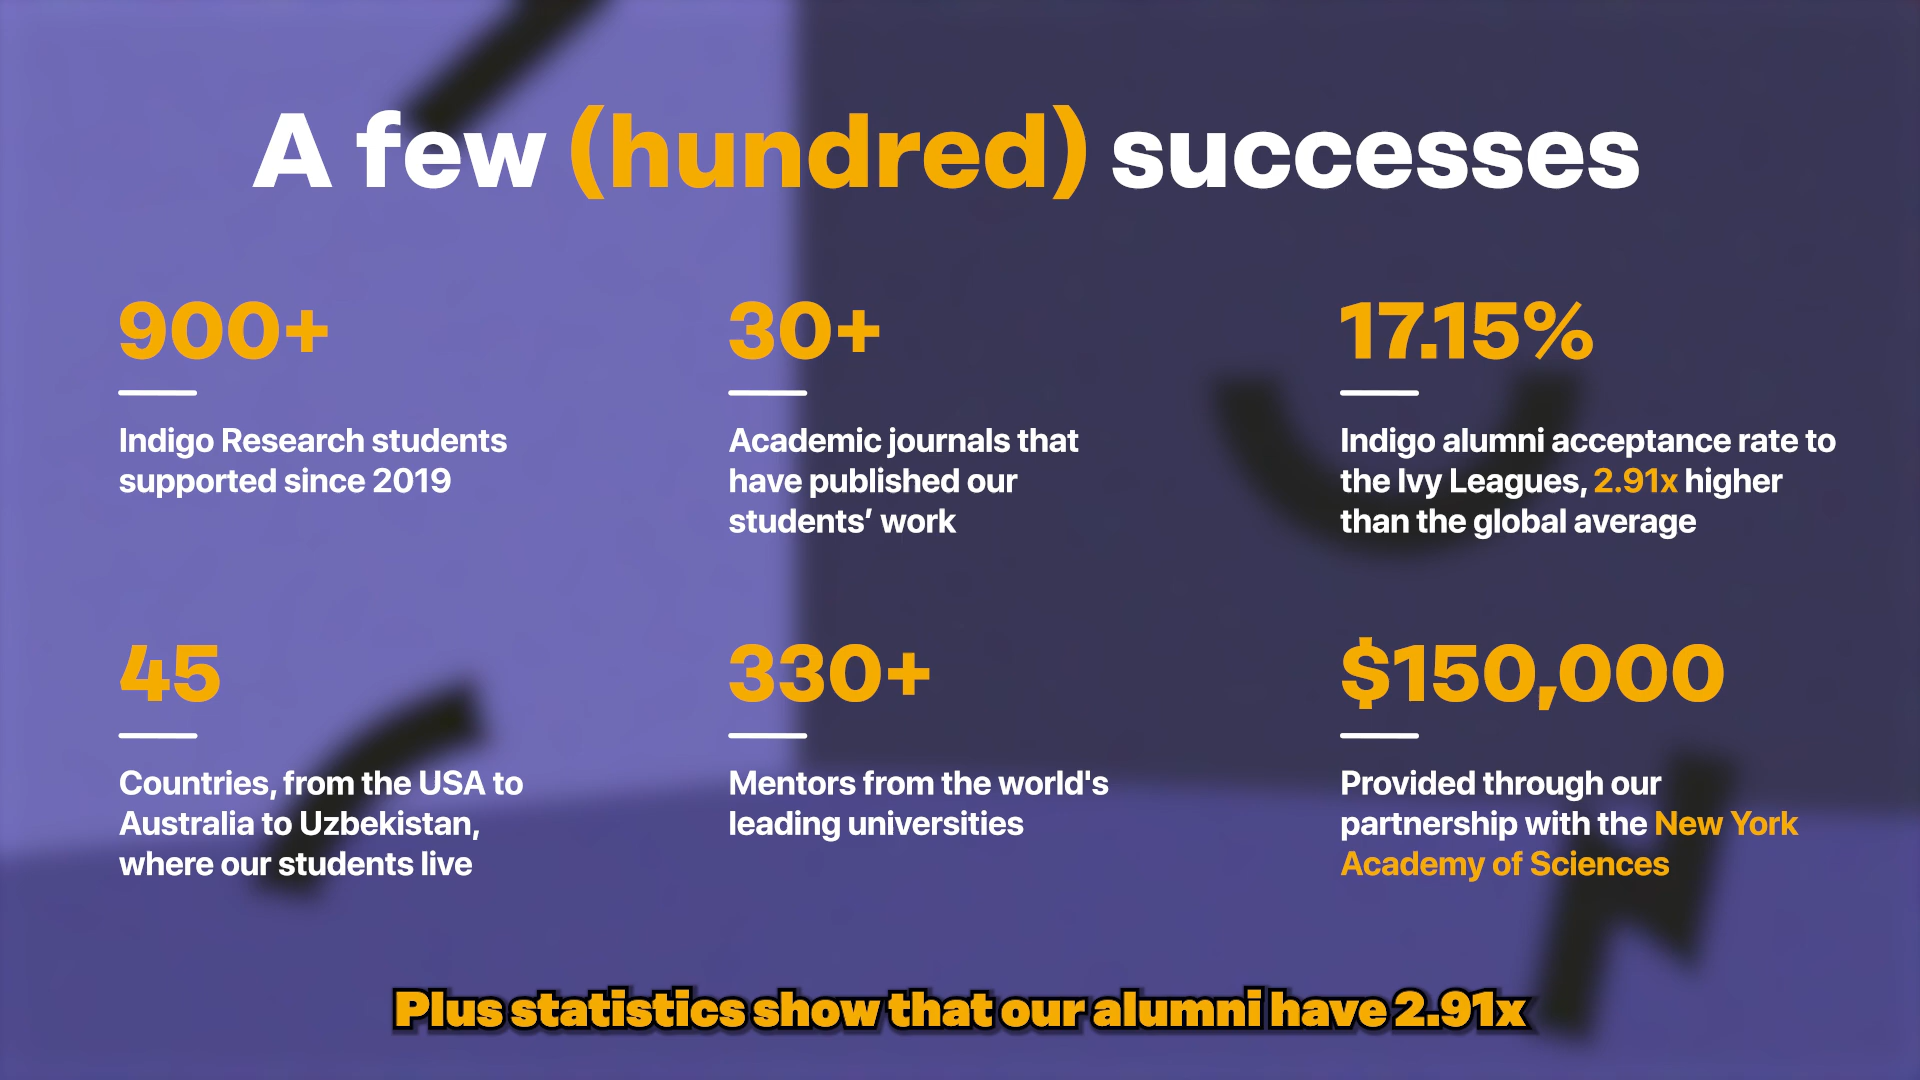 A few (hundred) successes
900+
Indigo Research students
supported since 2019
30+
Academic journals that
have published our
students’ work
17.15%
Indigo alumni acceptance rate to
the Ivy Leagues, 2.91x higher
than the global average
45
Countries, from the USA to
Australia to Uzbekistan,
where our students live
330+
Mentors from the world's
leading universities
$150,000
Provided through our
partnership with the New York
Academy of Sciences
Plus statistics show that our alumni have 2.91x